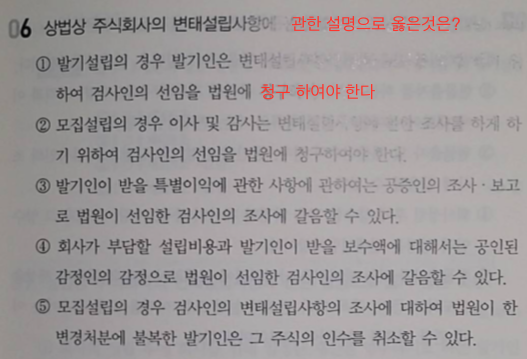 06 상법상 주식회사의 변태설립사항에 관한 설명으로 옳은것은?
① 발기설립의 경우 발기인은 변태설
하여 검사인의 선임을 법원에 청구 하여야 한다
② 모집설립의 경우 이사 및 감사는 변태설립사항에 관한 조사를 하게 하
기 위하여 검사인의 선임을 법원에 청구하여야 한다.
③ 발기인이 받을 특별이익에 관한 사항에 관하여는 공증인의 조사·보고
로 법원이 선임한 검사인의 조사에 갈음할 수 있다.
④ 회사가 부담할 설립비용과 발기인이 받을 보수액에 대해서는 공인된
감정인의 감정으로 법원이 선임한 검사인의 조사에 갈음할 수 있다.
⑤ 모집설립의 경우 검사인의 변태설립사항의 조사에 대하여 법원이 한
변경처분에 불복한 발기인은 그 주식의 인수를 취소할 수 있다.